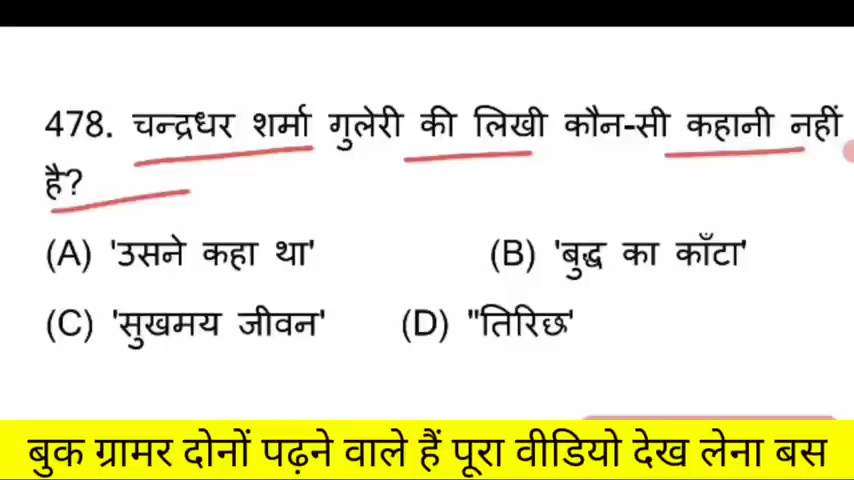 478. चन्द्रधर शर्मा गुलेरी की लिखी कौन-सी कहानी नहीं
है?
(A) 'उसने कहा था' (B) 'बुद्ध का काँटा'
(C) 'सुखमय जीवन' (D) "तिरिछ'
बुक ग्रामर दोनों पढ़ने वाले हैं पूरा वीडियो देख लेना बस